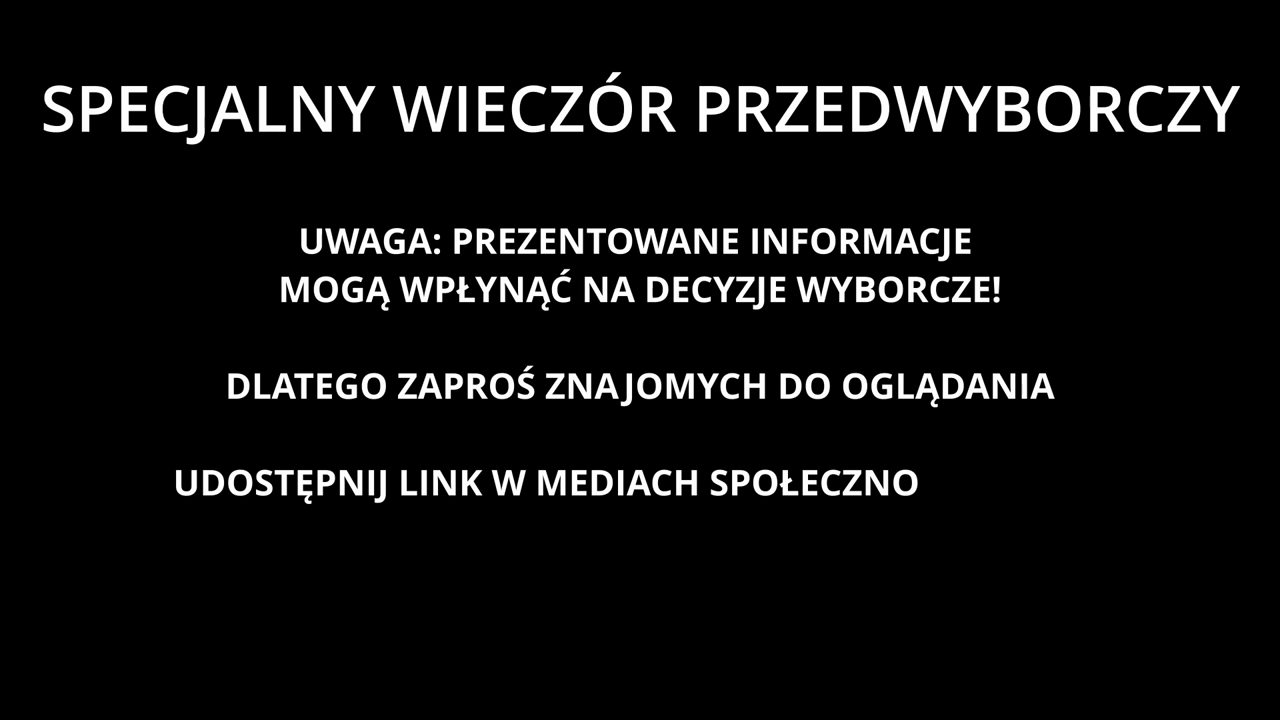 SPECJALNY WIECZÓR PRZEDWYBORCZY
UWAGA: PREZENTOWANE INFORMACJE
MOGĄ WPŁYNĄĆ NA DECYZJE WYBORCZE!
DLATEGO ZAPROŚ ZNAJOMYCH DO OGLĄDANIA
UDOSTĘPNIJ LINK W MEDIACH SPOŁECZNO